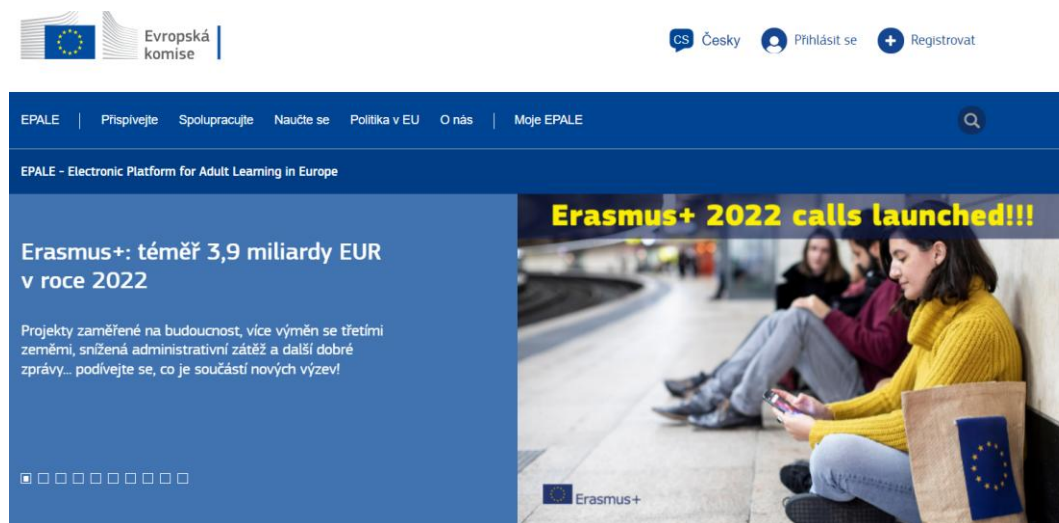 Evropská
komise
CS Česky Přihlásit se Registrovat
EPALE | Přispívejte Spolupracujte Naučte se Politika v EU O nás | Moje EPALE
EPALE - Electronic Platform for Adult Learning in Europe
Erasmus+ 2022 calls launched!!!
Erasmus+: téměř 3,9 miliardy EUR
v roce 2022
Projekty zaměřené na budoucnost, více výměn se třetími
zeměmi, snížená administrativní zátěž a další dobré
zprávy... podívejte se, co je součástí nových výzev!
Erasmus+